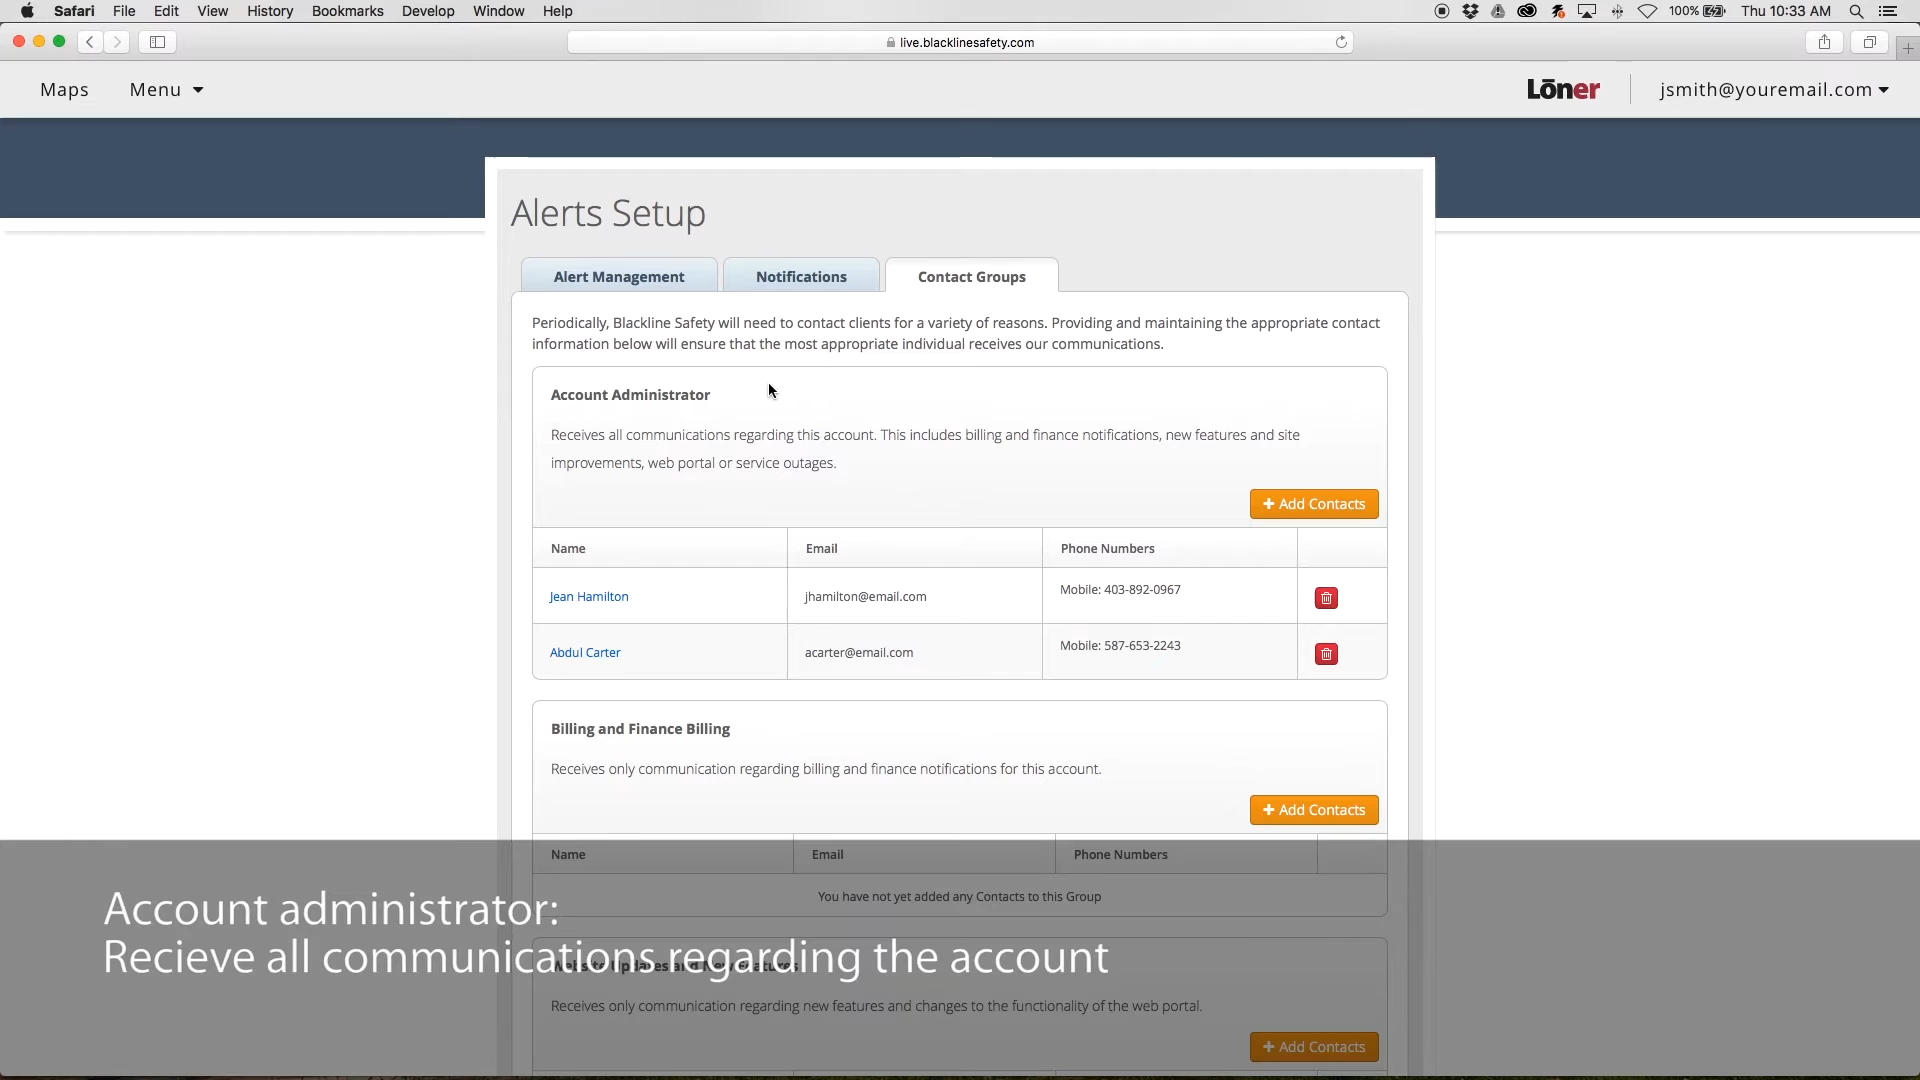 Safari File Edit View History Bookmarks Develop Window Help 100% Thu 10:33 AM
live.blacklinesafety.com
Maps Menu Lōner jsmith@youremail.com
Alerts Setup
Alert Management Notifications Contact Groups
Periodically, Blackline Safety will need to contact clients for a variety of reasons. Providing and maintaining the appropriate contact
information below will ensure that the most appropriate individual receives our communications.
Account Administrator
Receives all communications regarding this account. This includes billing and finance notifications, new features and site
improvements, web portal or service outages.
+ Add Contacts
Name Email Phone Numbers
Jean Hamilton jhamilton@email.com Mobile: 403-892-0967
Abdul Carter acarter@email.com Mobile: 587-653-2243
Billing and Finance Billing
Receives only communication regarding billing and finance notifications for this account.
+ Add Contacts
Name Email Phone Numbers
You have not yet added any Contacts to this Group
Account administrator:
Recieve all communications regarding the account
Website Updates and New Features
Receives only communication regarding new features and changes to the functionality of the web portal.
+ Add Contacts